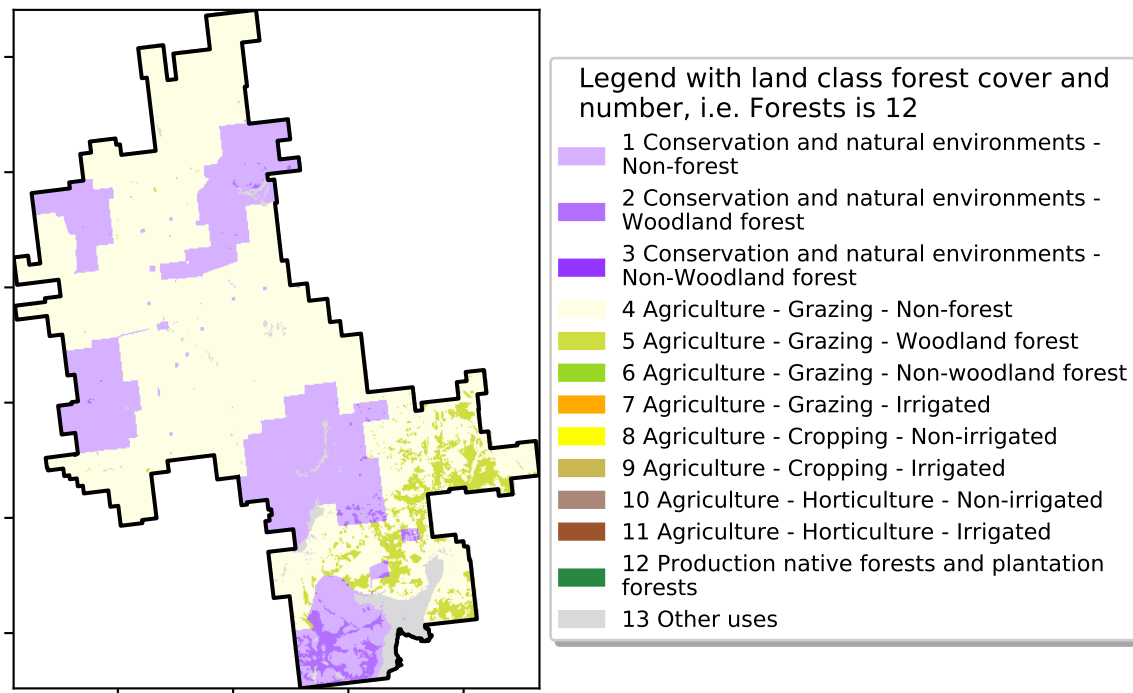 Legend with land class forest cover and
number, i.e. Forests is 12
1 Conservation and natural environments -
Non-forest
2 Conservation and natural environments -
Woodland forest
3 Conservation and natural environments -
Non-Woodland forest
4 Agriculture - Grazing - Non-forest
5 Agriculture - Grazing - Woodland forest
6 Agriculture - Grazing - Non-woodland forest
7 Agriculture - Grazing - Irrigated
8 Agriculture - Cropping - Non-irrigated
9 Agriculture - Cropping - Irrigated
10 Agriculture - Horticulture - Non-irrigated
11 Agriculture - Horticulture - Irrigated
12 Production native forests and plantation
forests
13 Other uses